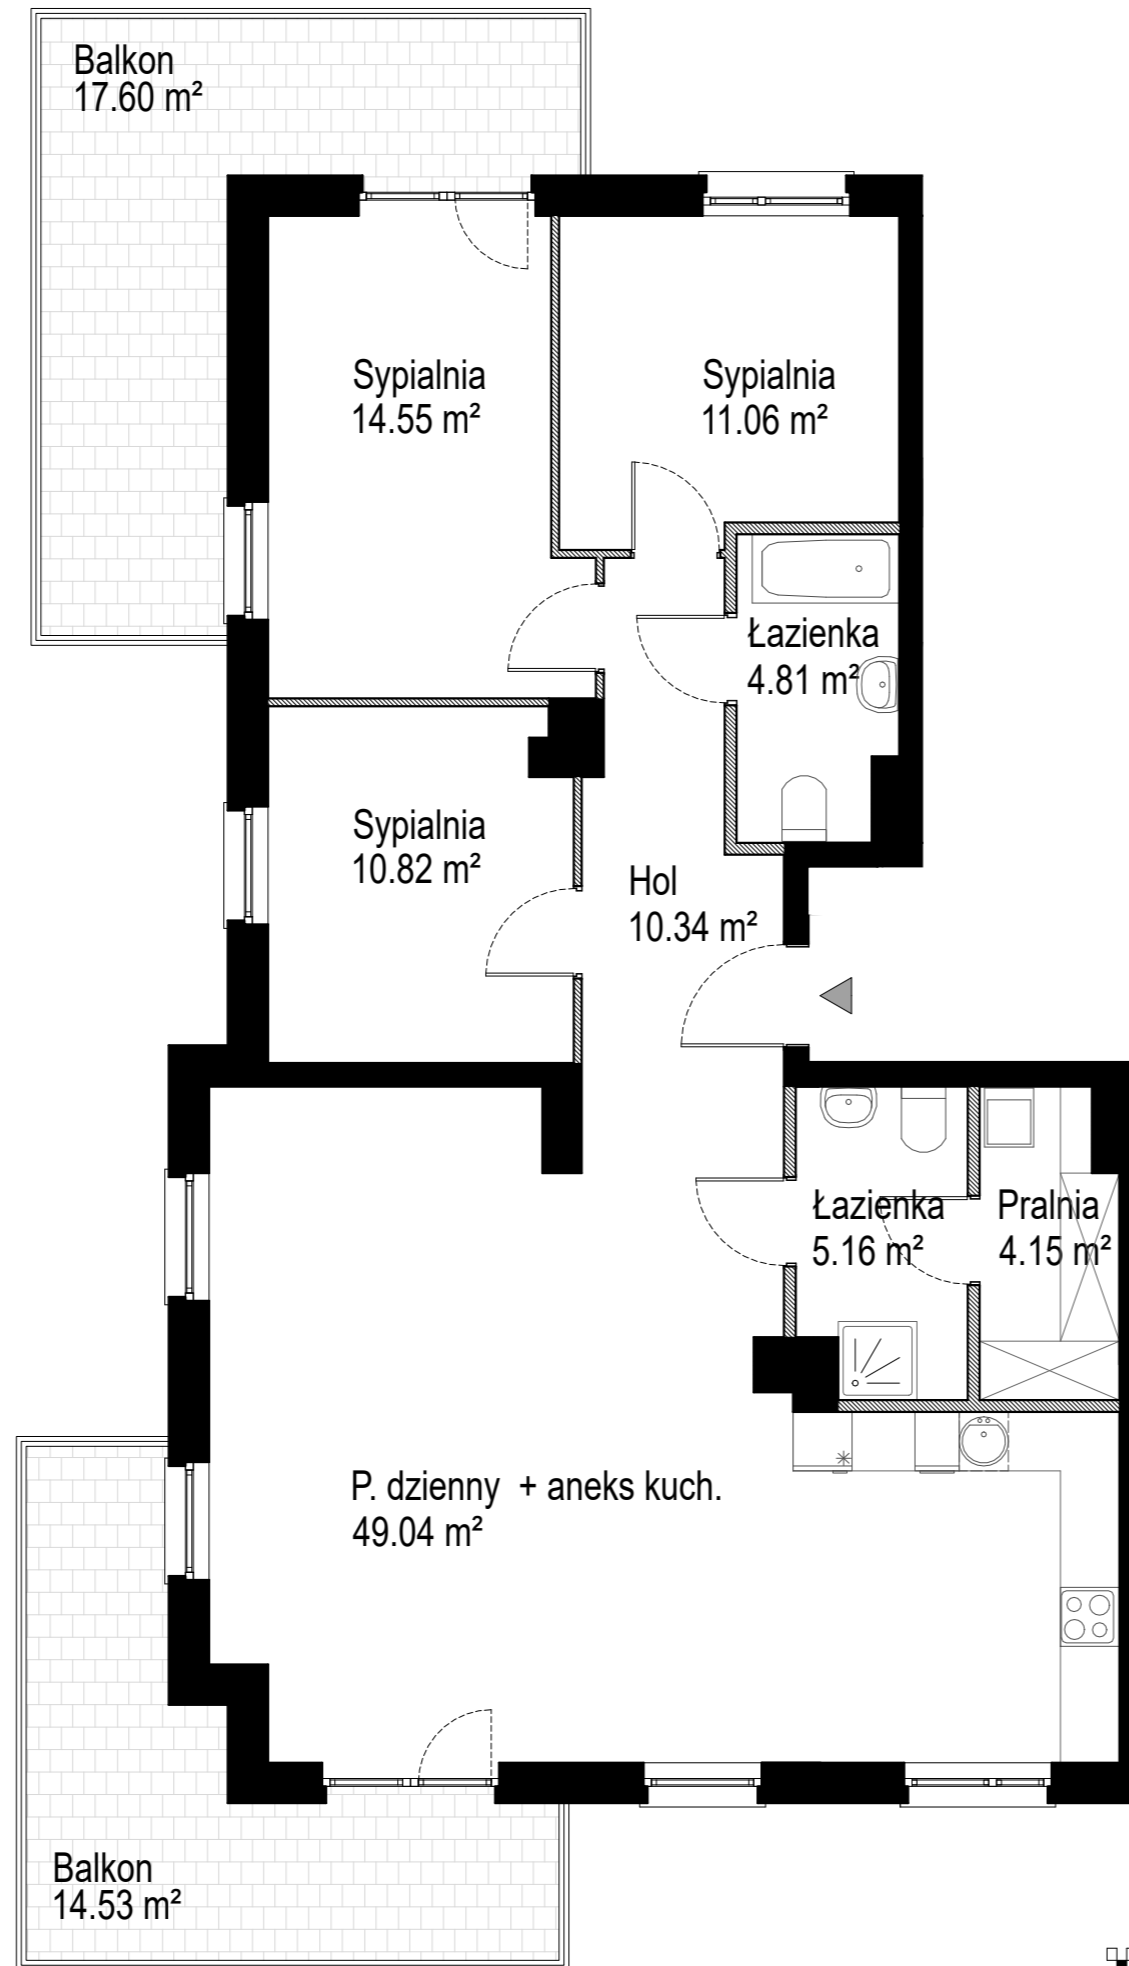 Balkon
17.60 m²
Sypialnia
14.55 m²
Sypialnia
11.06 m²
Łazienka
4.81 m²
Sypialnia
10.82 m²
Hol
10.34 m²
Łazienka
5.16 m²
Pralnia
4.15 m²
P. dzienny + aneks kuch.
49.04 m²
Balkon
14.53 m²